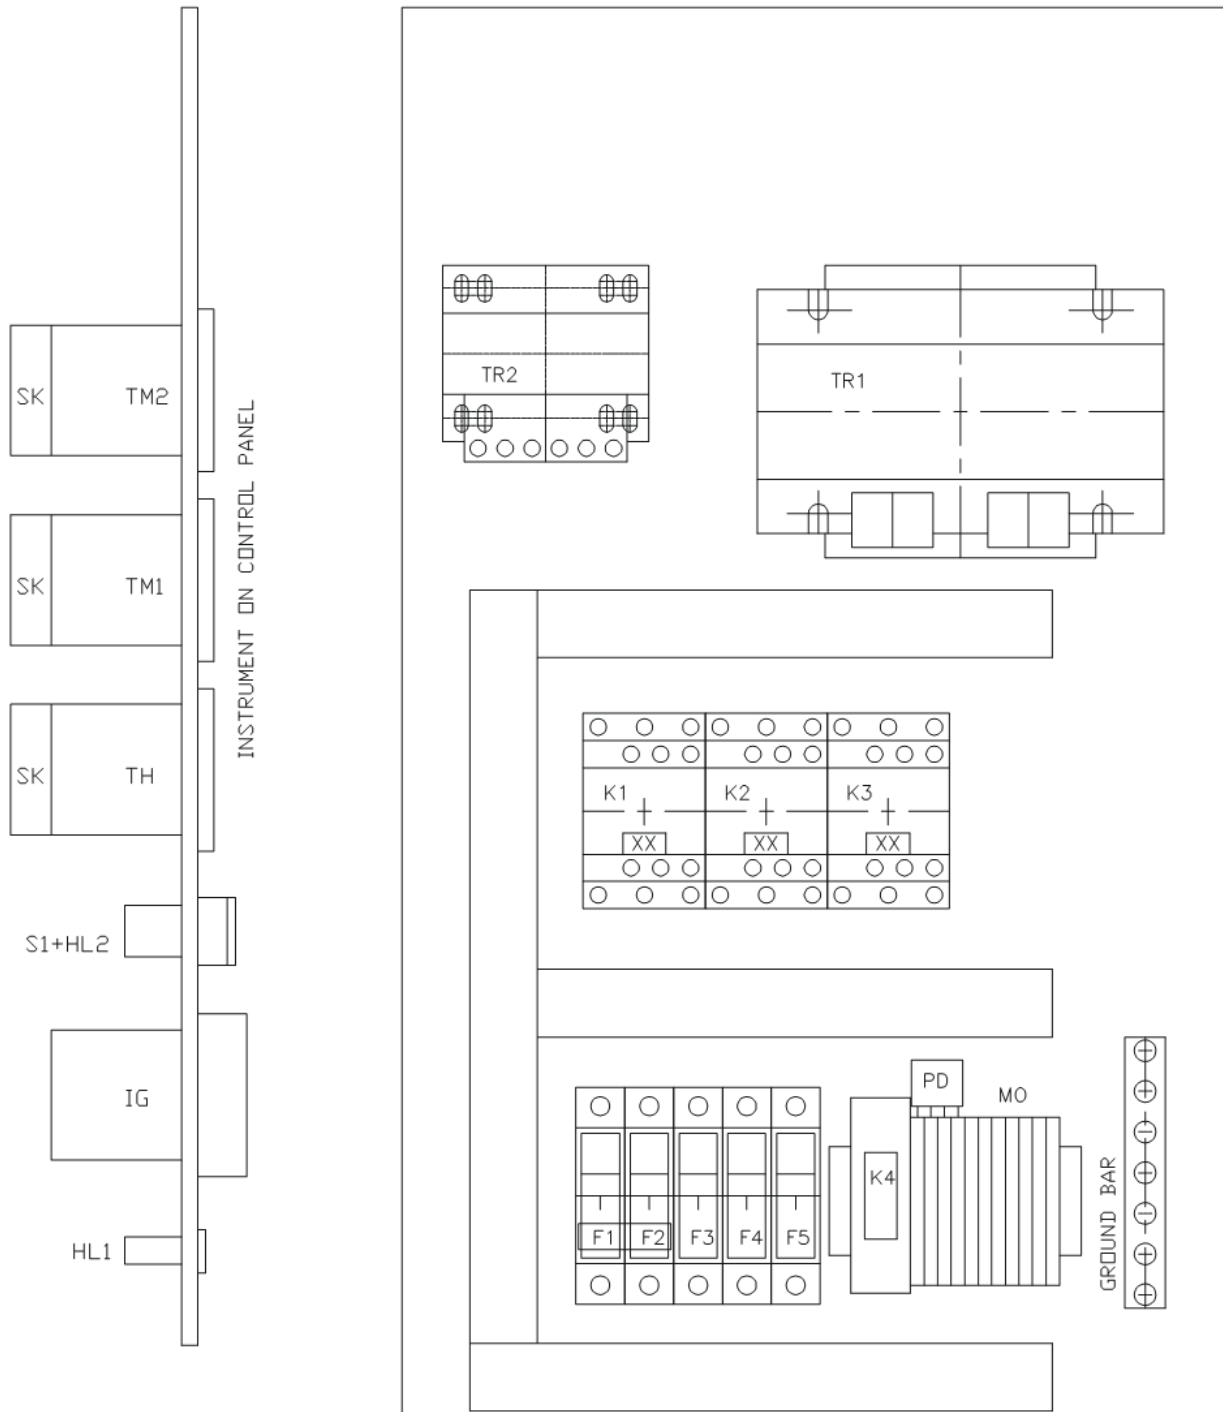 SK TM2
SK TM1
SK TH
INSTRUMENT ON CONTROL PANEL
S1+HL2
IG
HL1
TR2
TR1
K1 K2 K3
XX XX XX
PD
MO
K4
F1 F2 F3 F4 F5
GROUND BAR